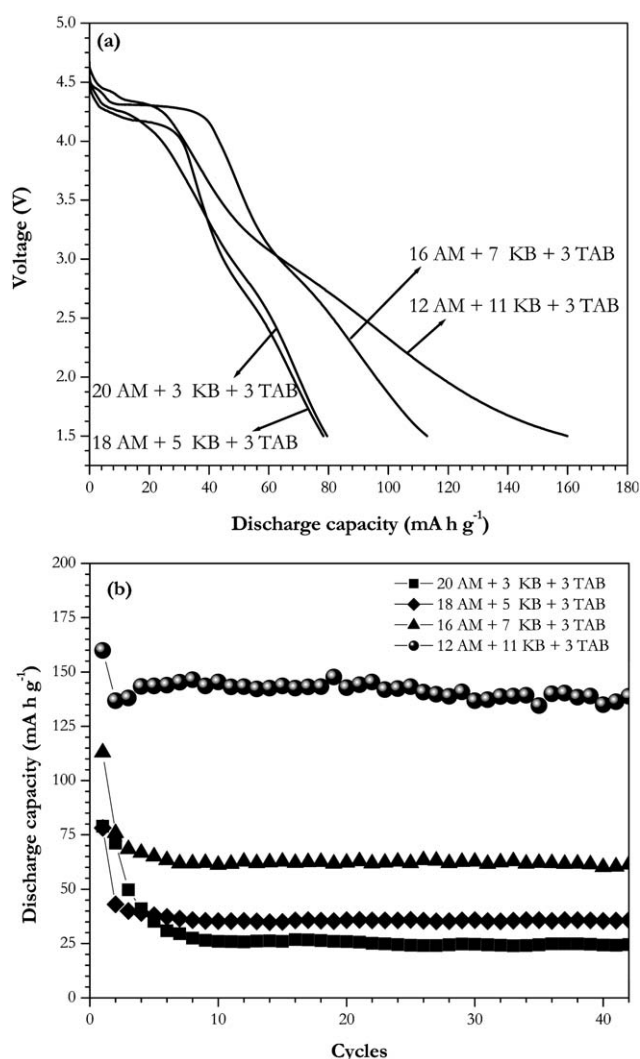 (a)
5.0
4.5
4.0
3.5
3.0
2.5
2.0
1.5
Voltage (V)
16 AM + 7 KB + 3 TAB
12 AM + 11 KB + 3 TAB
20 AM + 3 KB + 3 TAB
18 AM + 5 KB + 3 TAB
0 20 40 60 80 100 120 140 160 180
Discharge capacity (mA h g⁻¹)
(b)
20 AM + 3 KB + 3 TAB
18 AM + 5 KB + 3 TAB
16 AM + 7 KB + 3 TAB
12 AM + 11 KB + 3 TAB
200
175
150
125
100
75
50
25
0
Discharge capacity (mA h g⁻¹)
0 10 20 30 40
Cycles